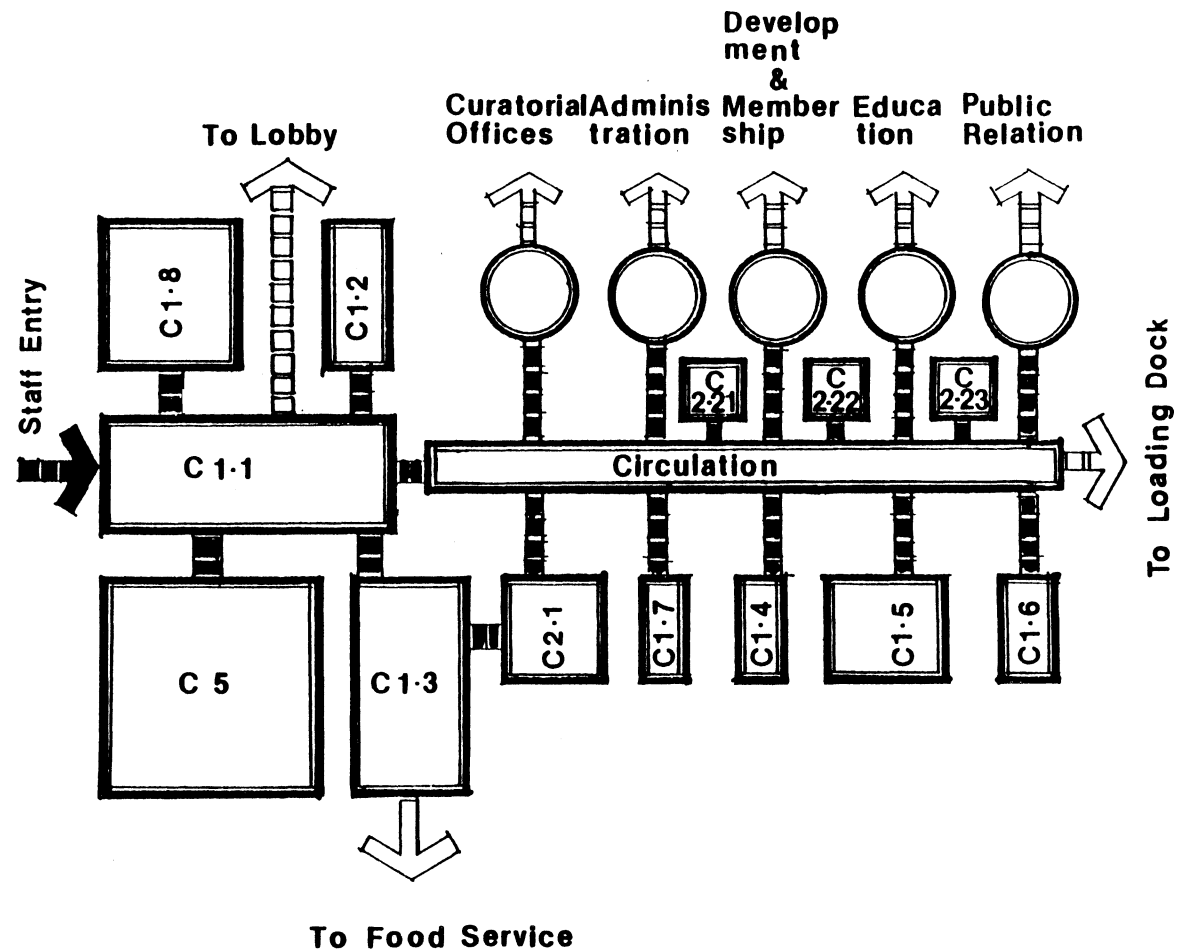 Develop
ment
&
Curatorial Adminis Member Educa Public
Offices tration ship tion Relation
To Lobby
C1·8
C1·2
Staff Entry
C 2·21
C 2·22
C 2·23
C1·1
Circulation
To Loading Dock
C 5
C1·3
C2·1
C1·7
C1·4
C1·5
C1·6
To Food Service